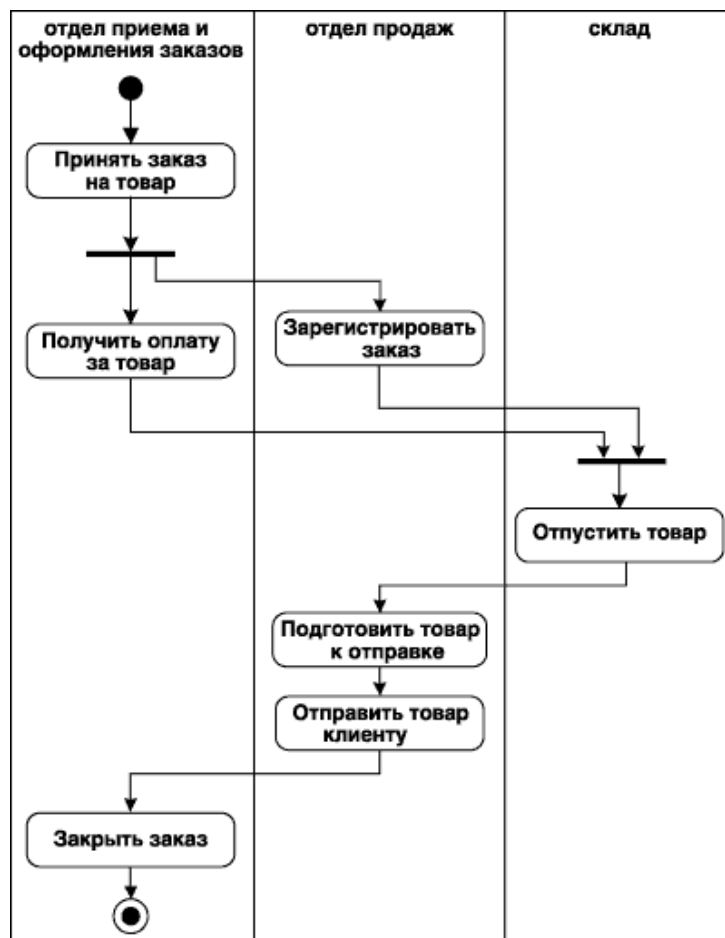 отдел приема и
оформления заказов
отдел продаж
склад
Принять заказ
на товар
Получить оплату
за товар
Зарегистрировать
заказ
Отпустить товар
Подготовить товар
к отправке
Отправить товар
клиенту
Закрыть заказ